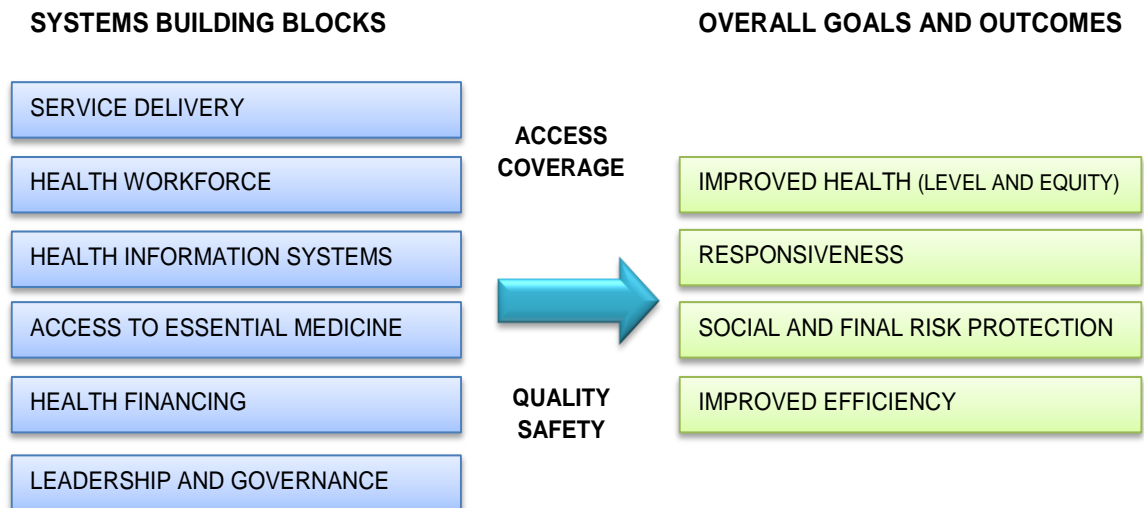 SYSTEMS BUILDING BLOCKS
SERVICE DELIVERY
HEALTH WORKFORCE
HEALTH INFORMATION SYSTEMS
ACCESS TO ESSENTIAL MEDICINE
HEALTH FINANCING
LEADERSHIP AND GOVERNANCE
ACCESS
COVERAGE
QUALITY
SAFETY
OVERALL GOALS AND OUTCOMES
IMPROVED HEALTH (LEVEL AND EQUITY)
RESPONSIVENESS
SOCIAL AND FINAL RISK PROTECTION
IMPROVED EFFICIENCY